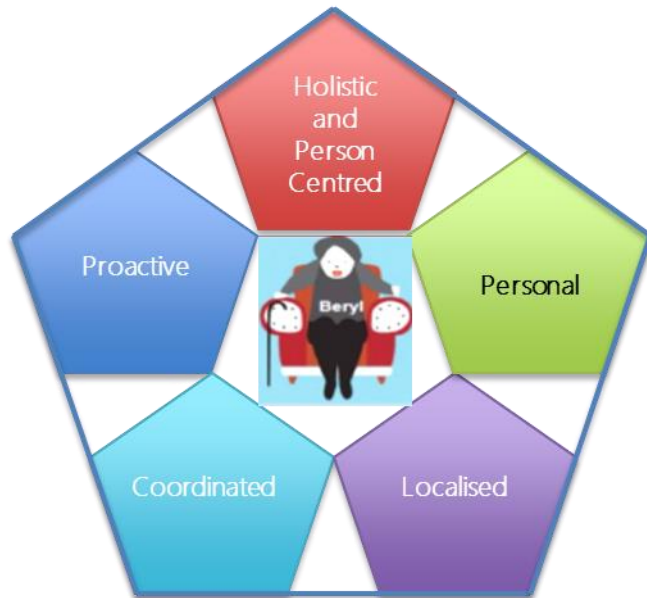 Holistic
and
Person
Centred
Proactive
Personal
Beryl
Coordinated
Localised